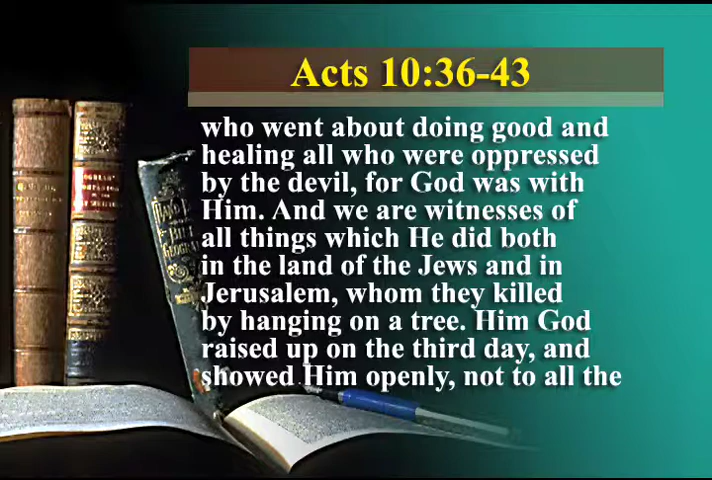 Acts 10:36-43
who went about doing good and
healing all who were oppressed
by the devil, for God was with
Him. And we are witnesses of
all things which He did both
in the land of the Jews and in
Jerusalem, whom they killed
by hanging on a tree. Him God
raised up on the third day, and
showed Him openly, not to all the